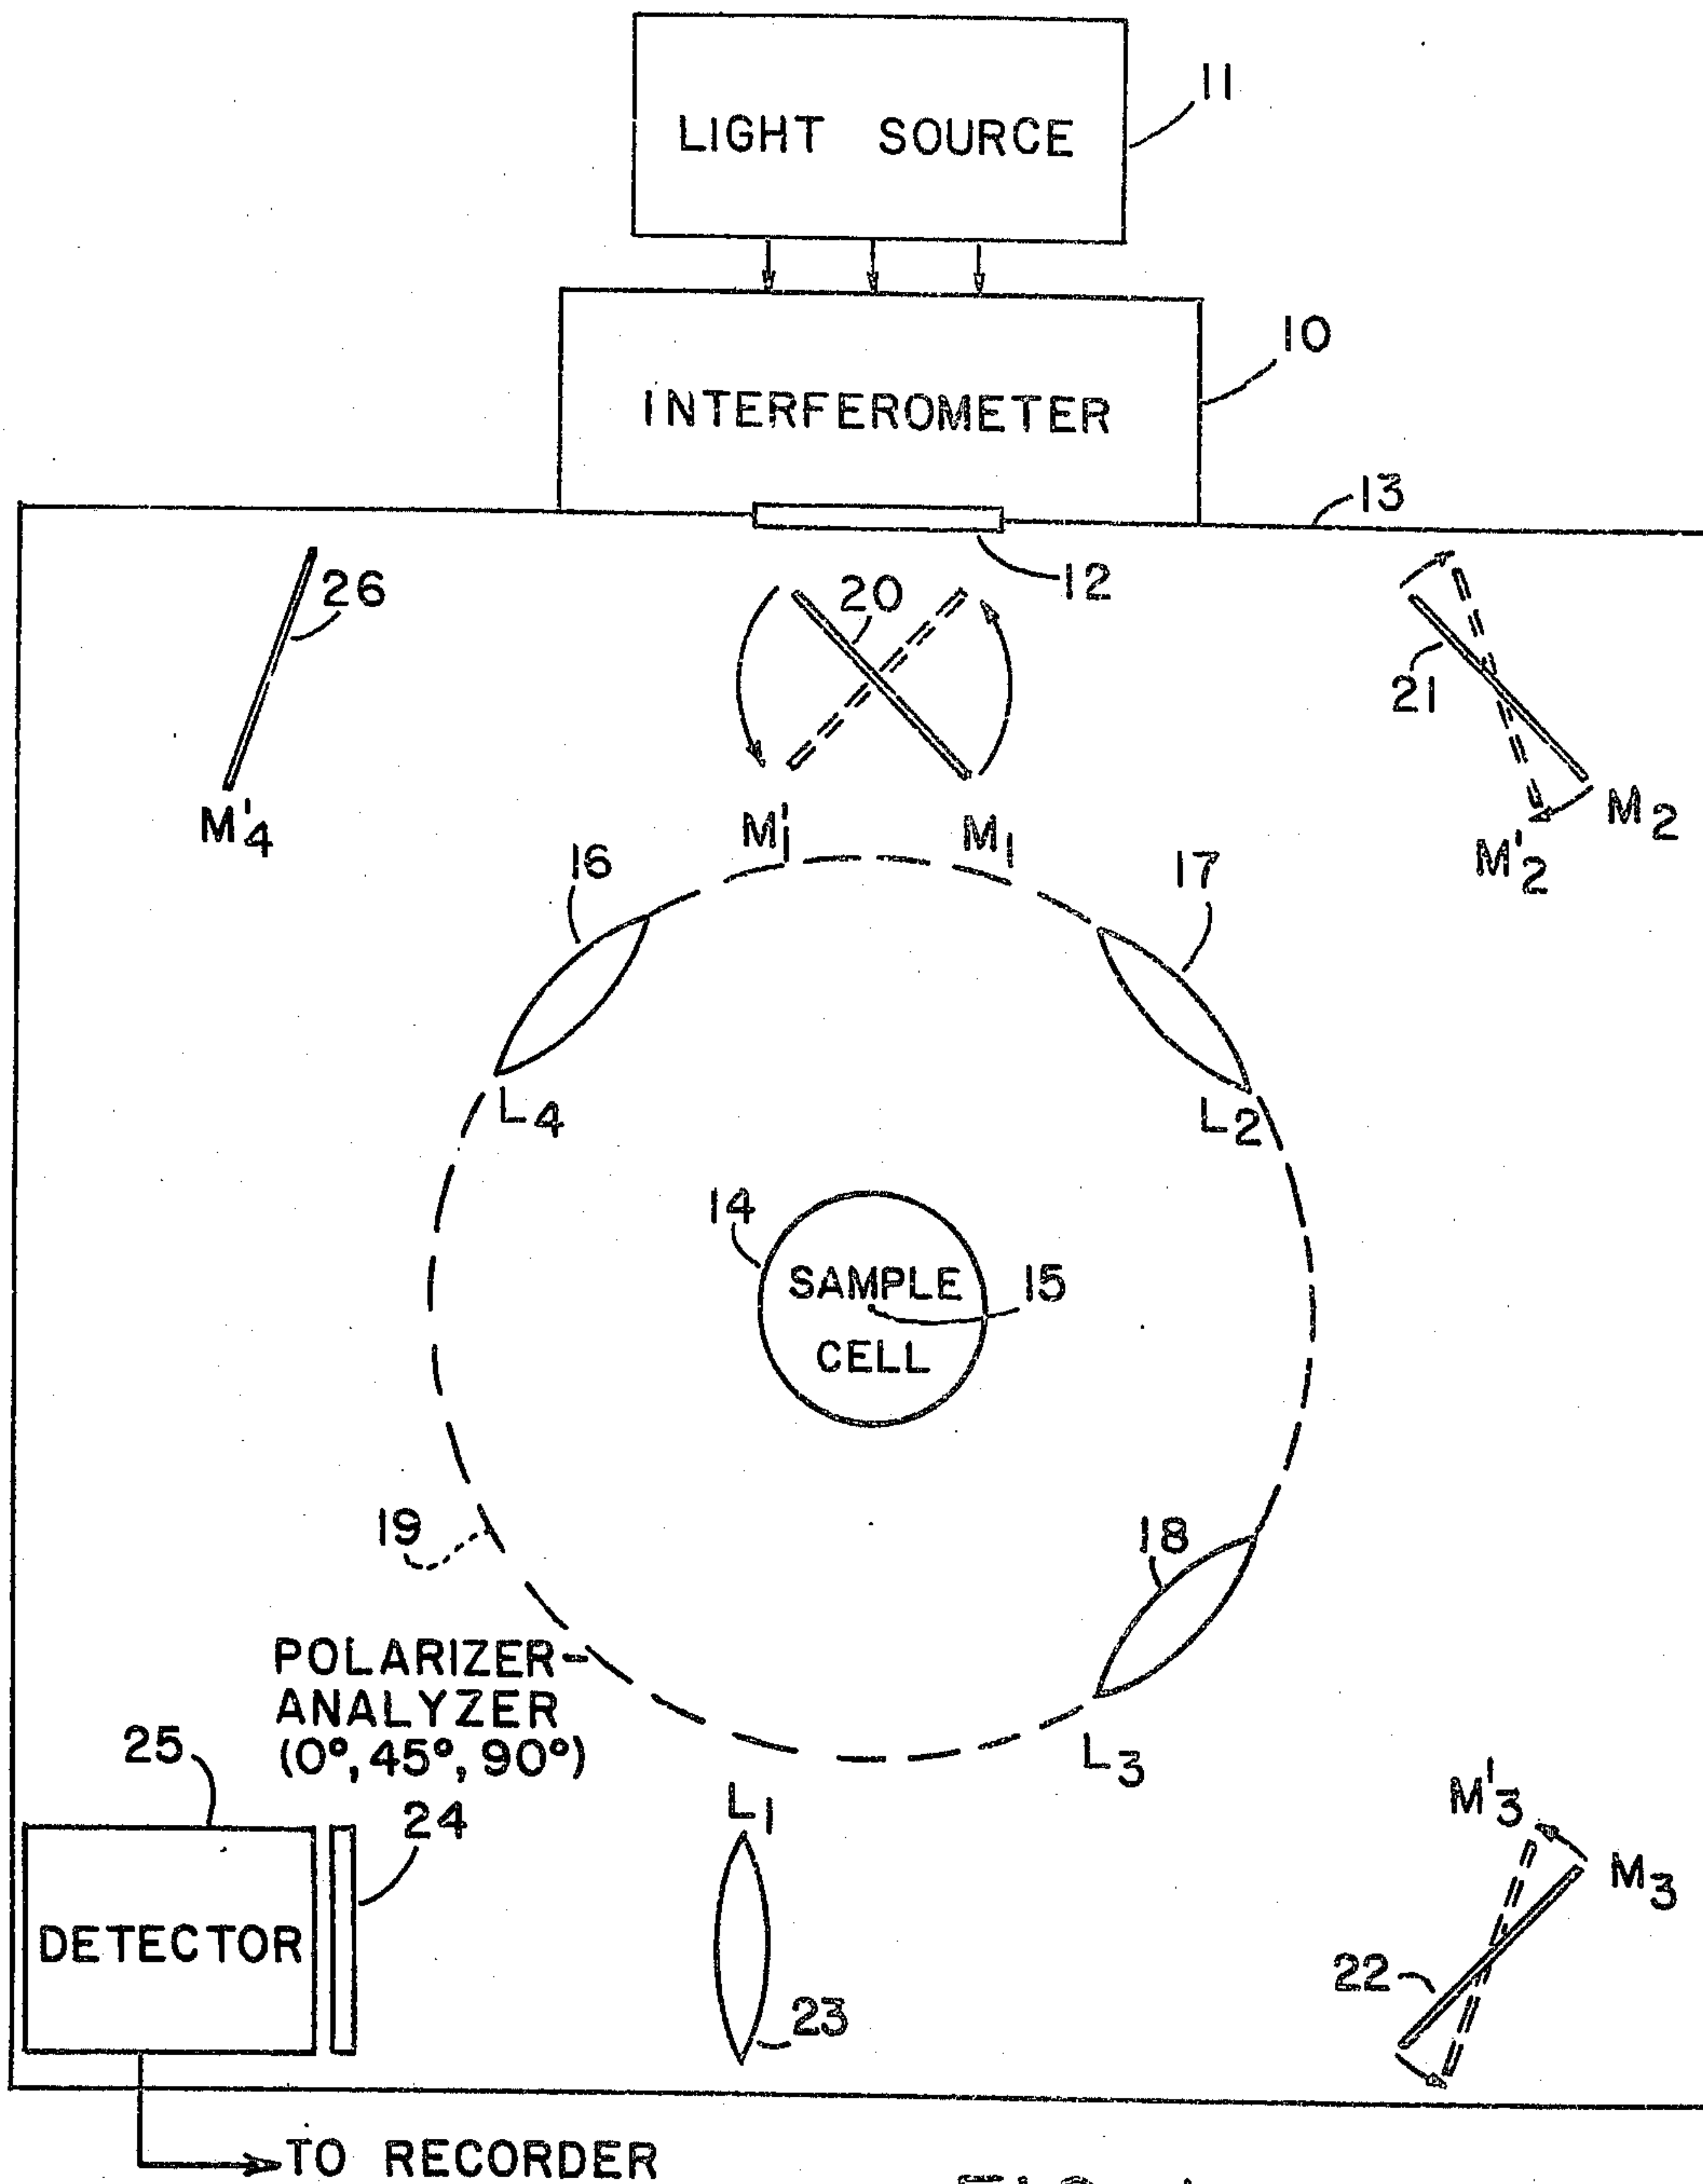 LIGHT SOURCE
11
INTERFEROMETER
10
13
12
26
20
21
M'4
M'1
M1
M2
M'2
16
17
L4
L2
14
SAMPLE
CELL
15
19
18
POLARIZER-
ANALYZER
(0°, 45°, 90°)
L3
25
24
L1
M'3
M3
DETECTOR
22
23
TO RECORDER